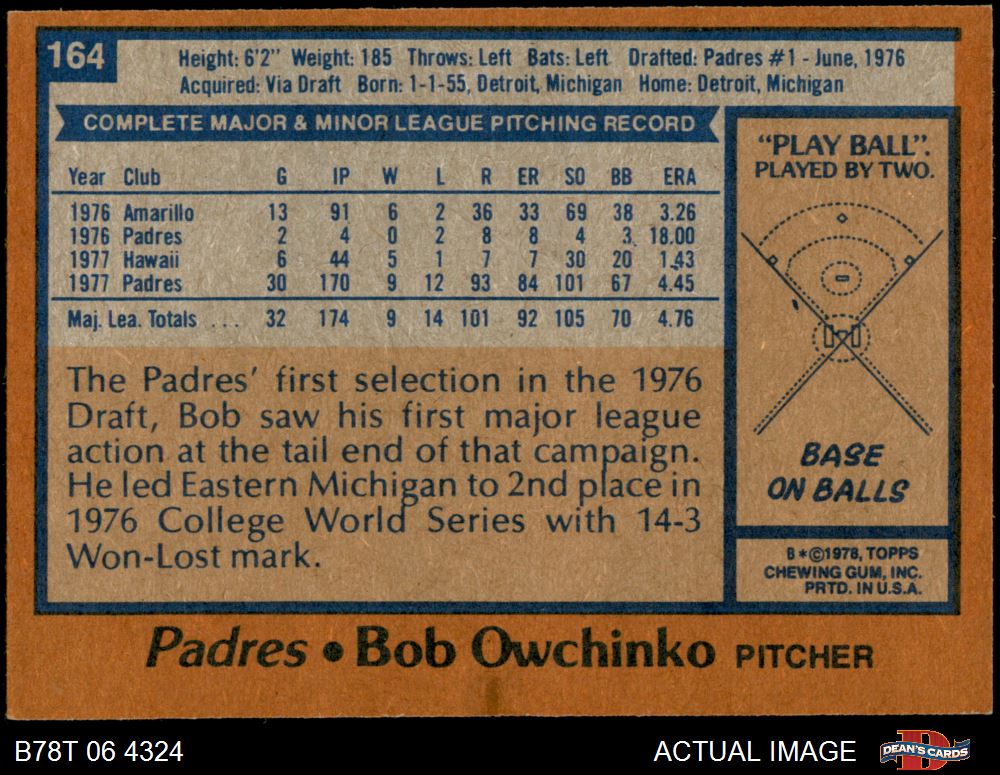 164
Height: 6'2" Weight: 185 Throws: Left Bats: Left Drafted: Padres #1 - June, 1976
Acquired: Via Draft Born: 1-1-55, Detroit, Michigan Home: Detroit, Michigan
COMPLETE MAJOR & MINOR LEAGUE PITCHING RECORD
Year Club G IP W L R ER SO BB ERA
1976 Amarillo 13 91 6 2 36 33 69 38 3.26
1976 Padres 2 4 0 2 8 8 4 3 18.00
1977 Hawaii 6 44 5 1 7 7 30 20 1.43
1977 Padres 30 170 9 12 93 84 101 67 4.45
Maj. Lea. Totals ... 32 174 9 14 101 92 105 70 4.76
The Padres' first selection in the 1976
Draft, Bob saw his first major league
action at the tail end of that campaign.
He led Eastern Michigan to 2nd place in
1976 College World Series with 14-3
Won-Lost mark.
"PLAY BALL".
PLAYED BY TWO.
BASE
ON BALLS
B*©1978, TOPPS
CHEWING GUM, INC.
PRTD. IN U.S.A.
Padres • Bob Owchinko PITCHER
B78T 06 4324
ACTUAL IMAGE
D
DEAN'S CARDS